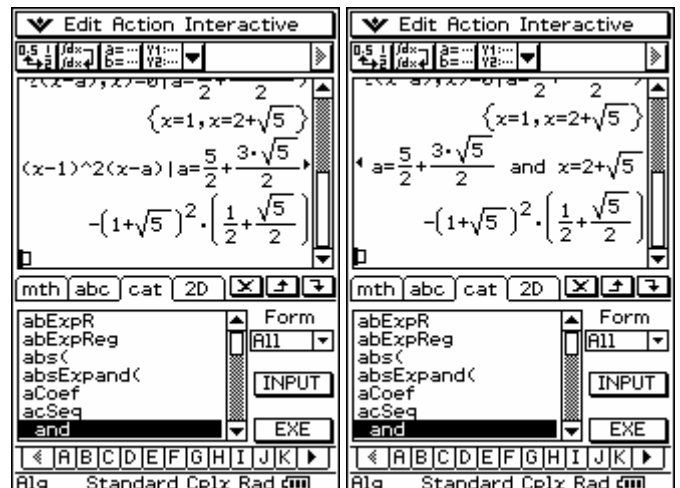 Edit Action Interactive
{x=1,x=2+√5}
(x-1)^2(x-a)|a=5/2+3·√5/2
-(1+√5)^2·(1/2+√5/2)
mth abc cat 2D
abExpR
abExpReg
abs(
absExpand(
aCoef
acSeq
and
Form
All
INPUT
EXE
A B C D E F G H I J K
Alg Standard Cplx Rad
Edit Action Interactive
{x=1,x=2+√5}
a=5/2+3·√5/2 and x=2+√5
-(1+√5)^2·(1/2+√5/2)
mth abc cat 2D
abExpR
abExpReg
abs(
absExpand(
aCoef
acSeq
and
Form
All
INPUT
EXE
A B C D E F G H I J K
Alg Standard Cplx Rad